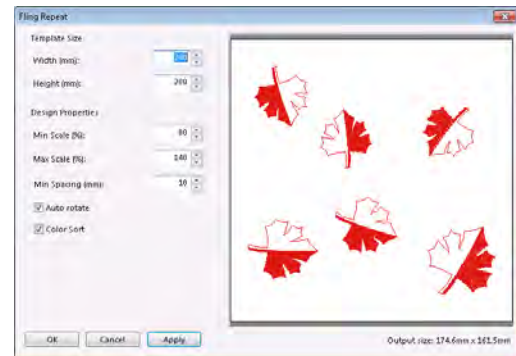 Fling Repeat
Template Size
Width (mm):
Height (mm):
200
Design Properties
Min Scale (%):
80
Max Scale (%):
140
Min Spacing (mm):
10
Auto rotate
Color Sort
OK
Cancel
Apply
Output size: 174.6mm x 161.5mm